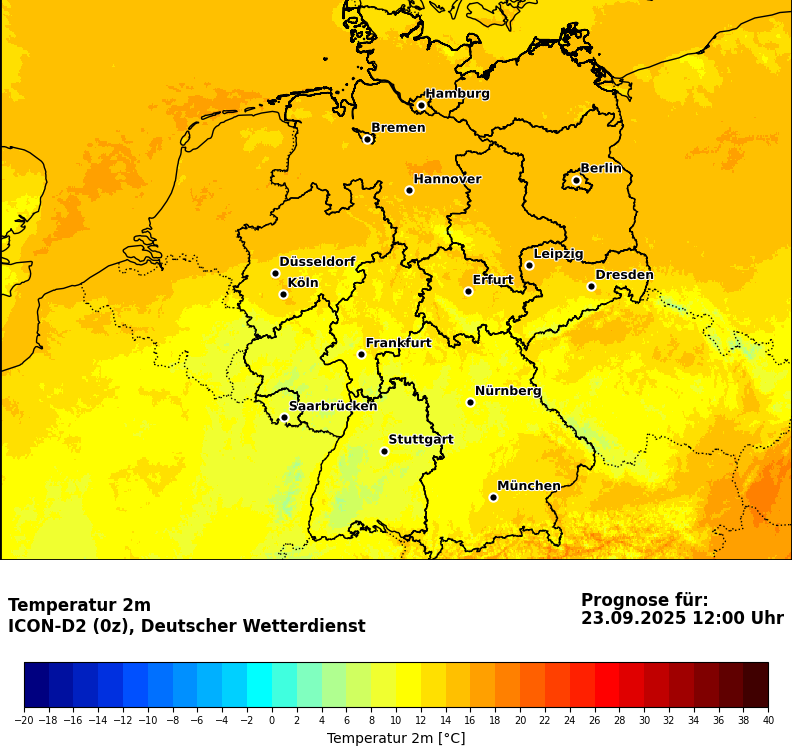 Hamburg
Bremen
Berlin
Hannover
Leipzig
Düsseldorf
Dresden
Köln
Erfurt
Frankfurt
Nürnberg
Saarbrücken
Stuttgart
München
Temperatur 2m
ICON-D2 (0z), Deutscher Wetterdienst
Prognose für:
23.09.2025 12:00 Uhr
−20 −18 −16 −14 −12 −10 −8 −6 −4 −2 0 2 4 6 8 10 12 14 16 18 20 22 24 26 28 30 32 34 36 38 40
Temperatur 2m [°C]